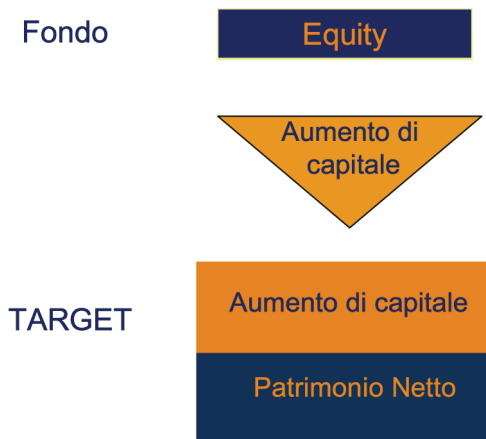 Fondo
Equity
Aumento di
capitale
TARGET
Aumento di capitale
Patrimonio Netto